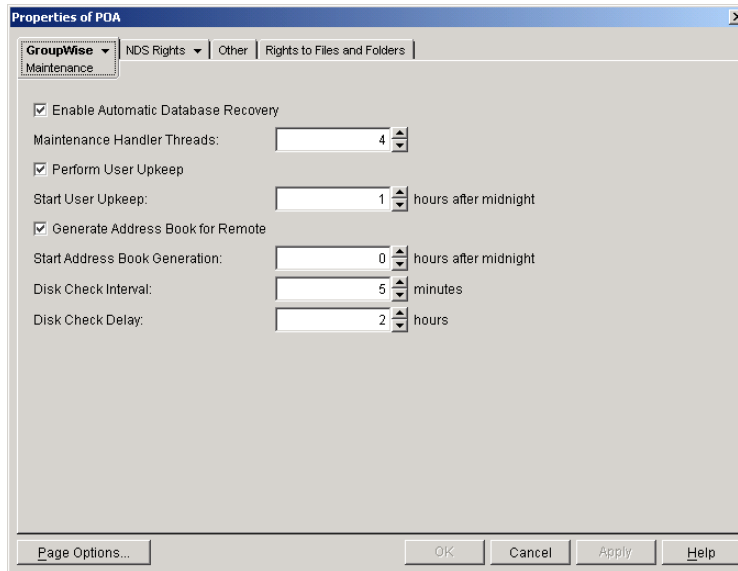 Properties of POA
GroupWise NDS Rights Other Rights to Files and Folders
Maintenance
Enable Automatic Database Recovery
Maintenance Handler Threads: 4
Perform User Upkeep
Start User Upkeep: 1 hours after midnight
Generate Address Book for Remote
Start Address Book Generation: 0 hours after midnight
Disk Check Interval: 5 minutes
Disk Check Delay: 2 hours
Page Options... OK Cancel Apply Help